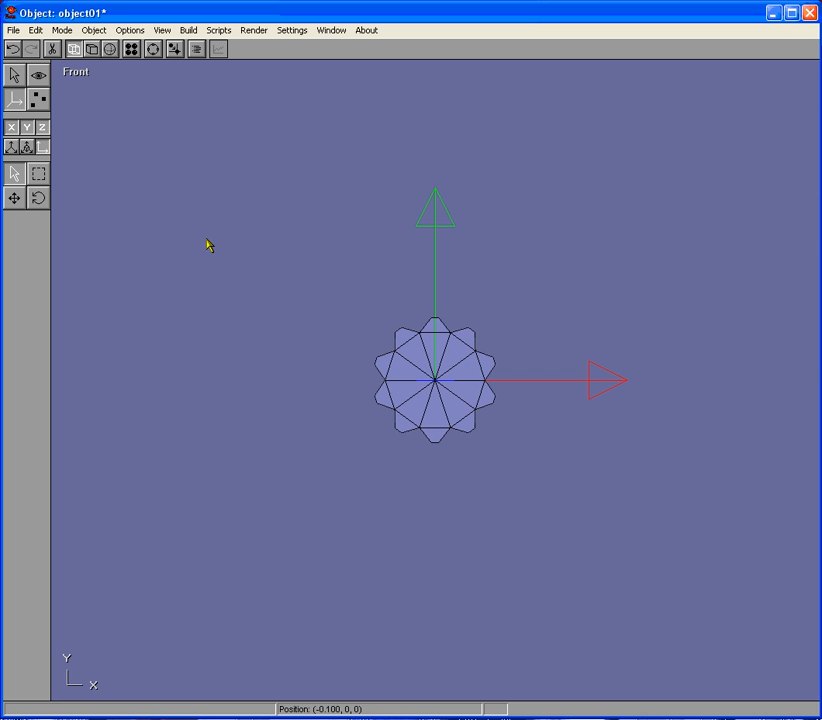 Object: object01*
File Edit Mode Object Options View Build Scripts Render Settings Window About
Front
X Y Z
Y
X
Position: (-0.100, 0, 0)